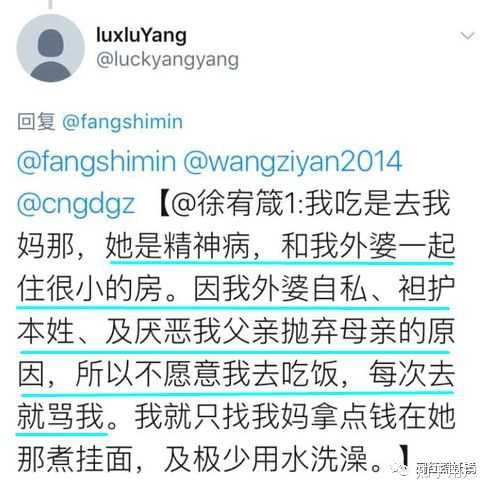 luxluYang
@luckyangyang
回复 @fangshimin
@fangshimin @wangziyan2014
@cngdgz 【@徐宥箴1:我吃是去我
妈那，她是精神病，和我外婆一起
住很小的房。因我外婆自私、袒护
本姓、及厌恶我父亲抛弃母亲的原
因，所以不愿意我去吃饭，每次去
就骂我。我就只找我妈拿点钱在她
那煮挂面，及极少用水洗澡。】